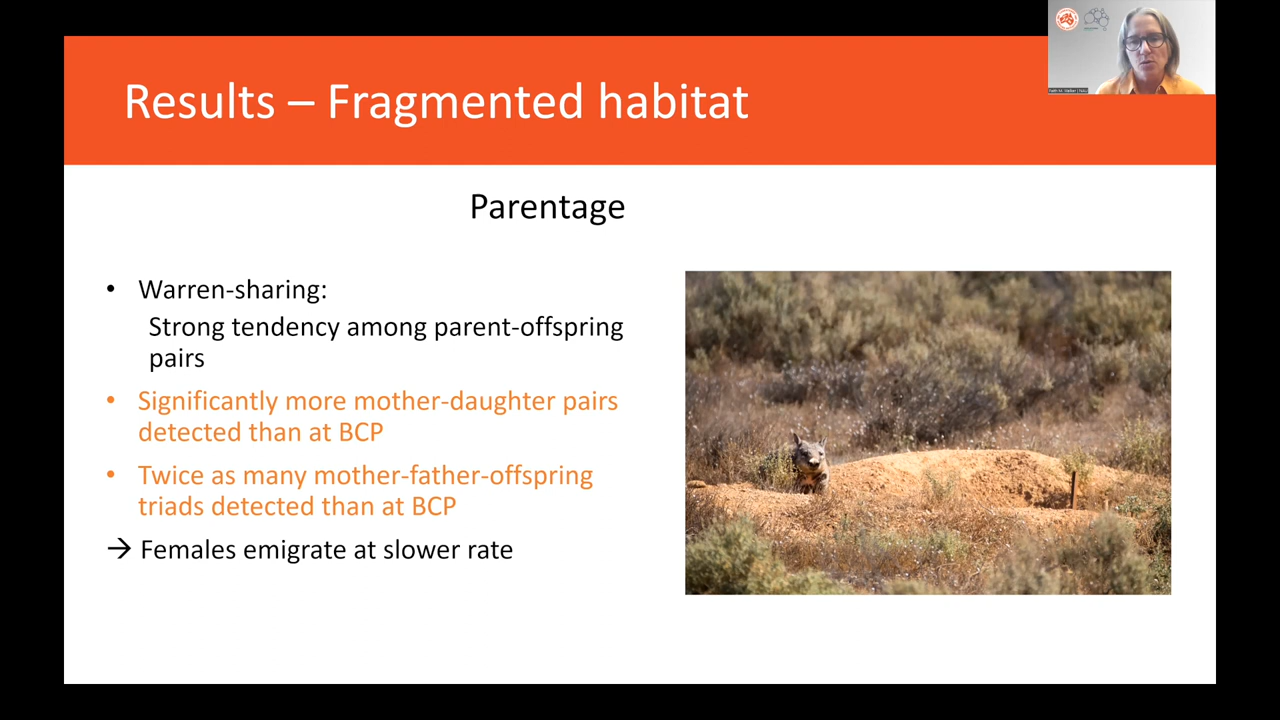 Results – Fragmented habitat
Parentage
• Warren-sharing:
Strong tendency among parent-offspring
pairs
• Significantly more mother-daughter pairs
detected than at BCP
• Twice as many mother-father-offspring
triads detected than at BCP
→ Females emigrate at slower rate